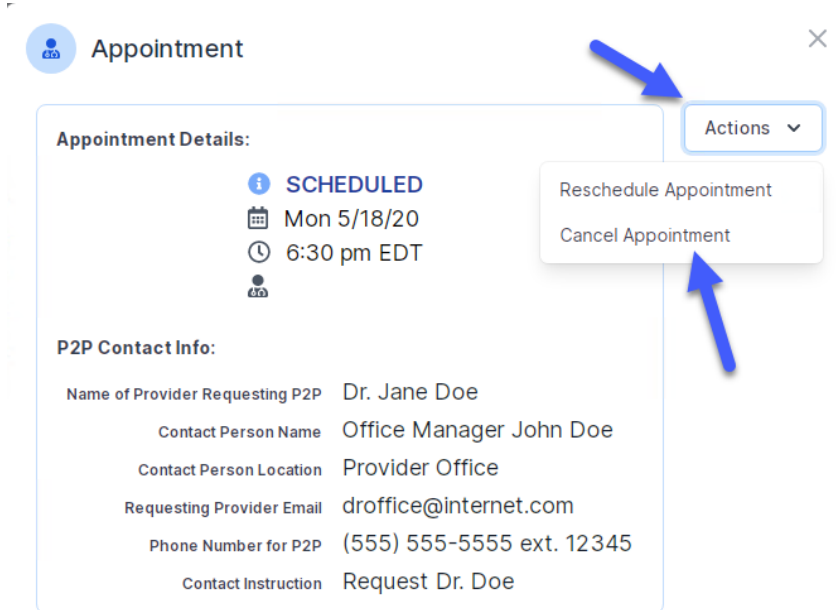 Appointment
Actions
Appointment Details:
SCHEDULED
Reschedule Appointment
Mon 5/18/20
Cancel Appointment
6:30 pm EDT
P2P Contact Info:
Name of Provider Requesting P2P Dr. Jane Doe
Contact Person Name Office Manager John Doe
Contact Person Location Provider Office
Requesting Provider Email droffice@internet.com
Phone Number for P2P (555) 555-5555 ext. 12345
Contact Instruction Request Dr. Doe